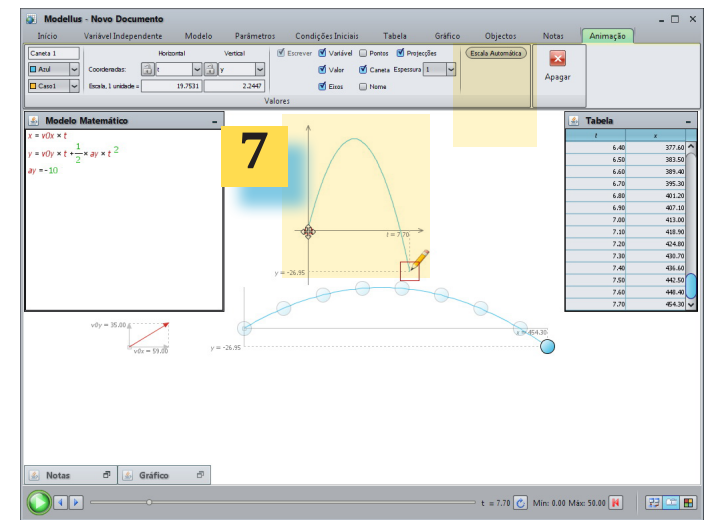 Modellus - Novo Documento
Início Variável Independente Modelo Parámetros Condições Iniciais Tabela Gráfico Objectos Notas Animação
Caneta 1 Horizontal Vertical Escrever Variável Pontos Projecções Escala Automática
Azul Coordenadas: t y Valor Caneta Espessura 1
Caso1 Escala, 1 unidade = 19.7531 2.2447 Eixos Nome
Apagar
Valores
Modelo Matemático
x = v0x × t
y = v0y × t + 1/2 × ay × t 2
ay = -10
7
t = 7.70
y = -26.95
v0y = 35.00
v0x = 59.00
y = -26.95
x = 454.30
Tabela
t x
6.40 377.60
6.50 383.50
6.60 389.40
6.70 395.30
6.80 401.20
6.90 407.10
7.00 413.00
7.10 418.90
7.20 424.80
7.30 430.70
7.40 436.60
7.50 442.50
7.60 448.40
7.70 454.30
Notas Gráfico
t = 7.70 Min: 0.00 Máx: 50.00